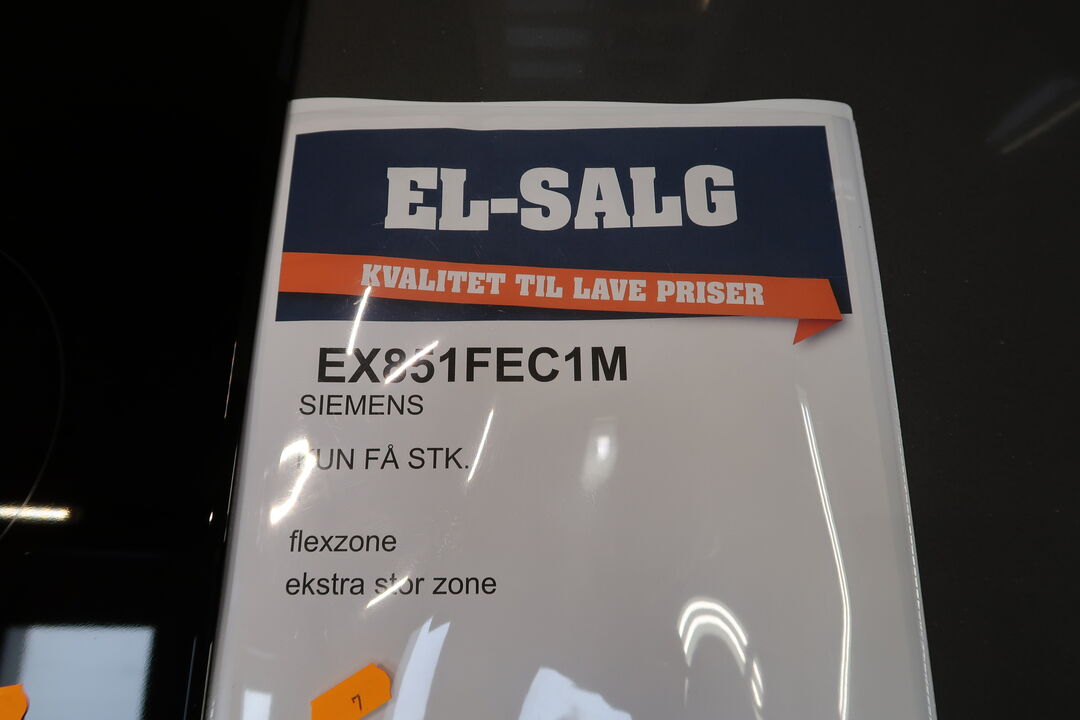 EL-SALG
KVALITET TIL LAVE PRISER
EX851FEC1M
SIEMENS
KUN FÅ STK.
flexzone
ekstra stor zone
7